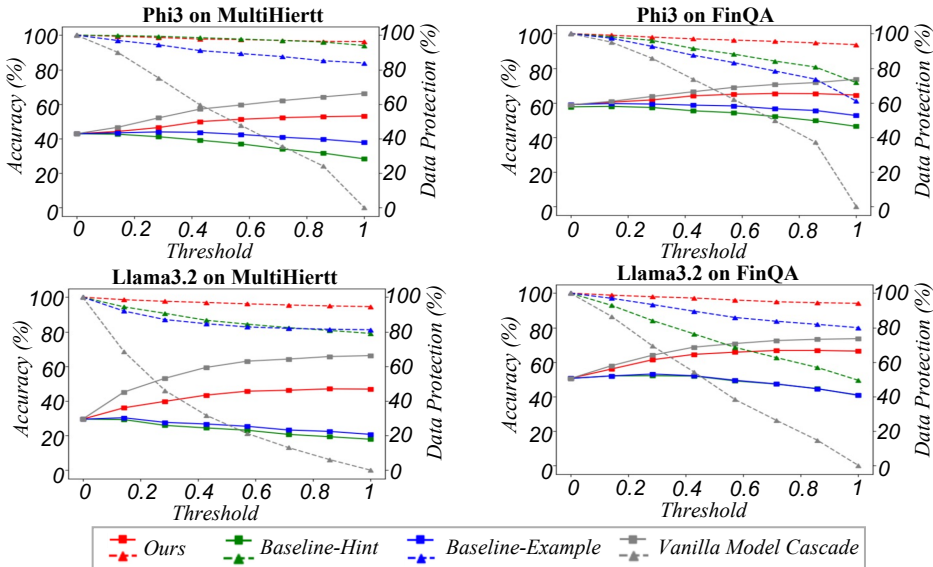 Phi3 on MultiHiertt
Accuracy (%)
100
80
60
40
20
0
0 0.2 0.4 0.6 0.8 1
Threshold
100
80
60
40
20
0
Data Protection (%)
Phi3 on FinQA
Accuracy (%)
100
80
60
40
20
0
0 0.2 0.4 0.6 0.8 1
Threshold
100
80
60
40
20
0
Data Protection (%)
Llama3.2 on MultiHiertt
Accuracy (%)
100
80
60
40
20
0
0 0.2 0.4 0.6 0.8 1
Threshold
100
80
60
40
20
0
Data Protection (%)
Llama3.2 on FinQA
Accuracy (%)
100
80
60
40
20
0
0 0.2 0.4 0.6 0.8 1
Threshold
100
80
60
40
20
0
Data Protection (%)
Ours Baseline-Hint Baseline-Example Vanilla Model Cascade